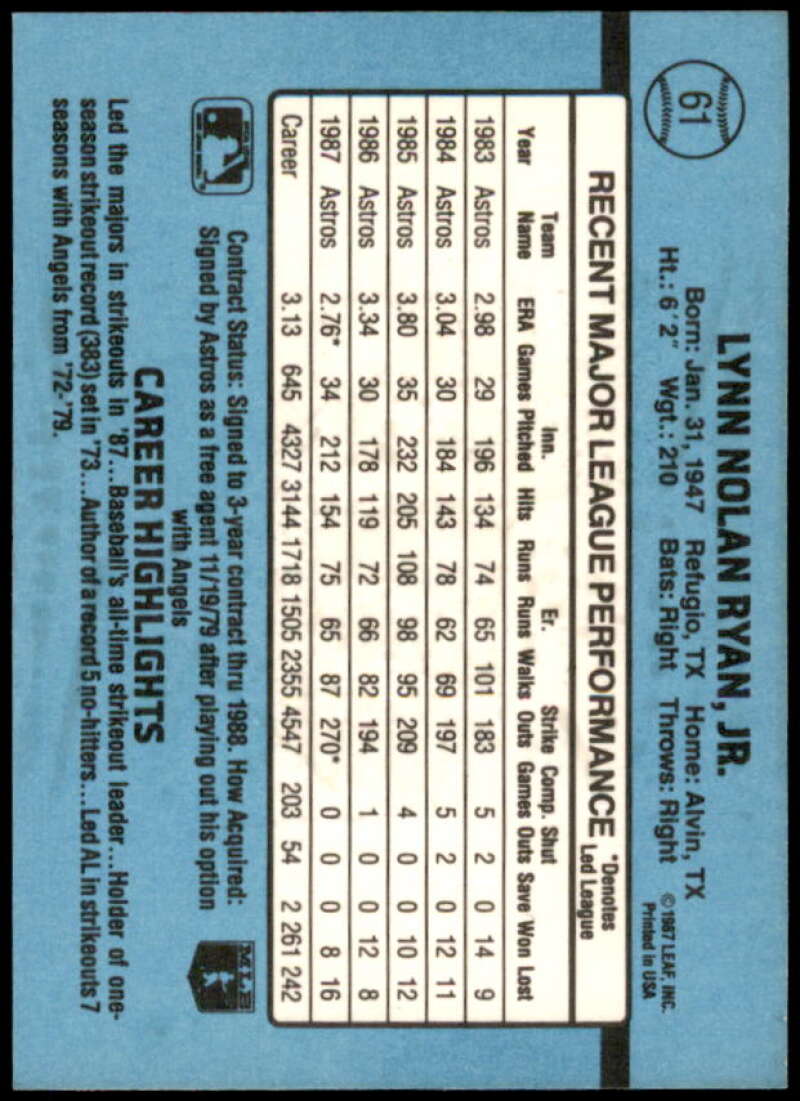 61
LYNN NOLAN RYAN, JR.
Born: Jan. 31, 1947 Refugio, TX Home: Alvin, TX
Ht.: 6'2" Wgt.: 210 Bats: Right Throws: Right
© 1987 LEAF, INC.
Printed in USA
RECENT MAJOR LEAGUE PERFORMANCE *Denotes Led League
Team Inn. Er. Strike Comp. Shut
Year Name ERA Games Pitched Hits Runs Runs Walks Outs Games Outs Save Won Lost
1983 Astros 2.98 29 196 134 74 65 101 183 5 2 0 14 9
1984 Astros 3.04 30 184 143 78 62 69 197 5 2 0 12 11
1985 Astros 3.80 35 232 205 108 98 95 209 4 0 0 10 12
1986 Astros 3.34 30 178 119 72 66 82 194 1 0 0 12 8
1987 Astros 2.76* 34 212 154 75 65 87 270* 0 0 0 8 16
Career 3.13 645 4327 3144 1718 1505 2355 4547 203 54 2 261 242
Contract Status: Signed to 3-year contract thru 1988. How Acquired:
Signed by Astros as a free agent 11/19/79 after playing out his option
with Angels
MLB
CAREER HIGHLIGHTS
Led the majors in strikeouts in '87...Baseball's all-time strikeout leader...Holder of one-
season strikeout record (383) set in '73...Author of a record 5 no-hitters...Led AL in strikeouts 7
seasons with Angels from '72-'79.